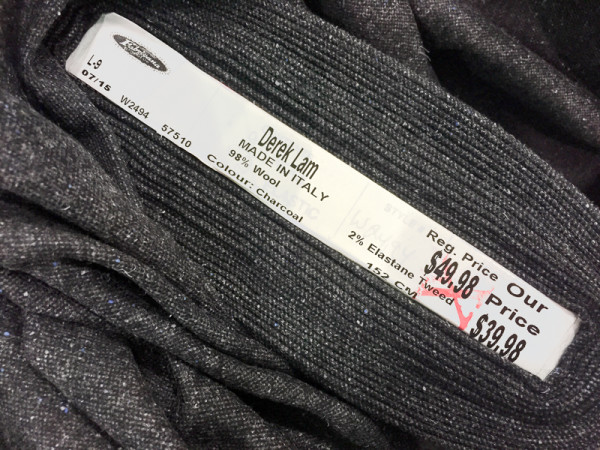 L-9
07/15 W2494 57510
Derek Lam
MADE IN ITALY
98% Wool
Colour: Charcoal
2% Elastane Tweed
152 CM
Reg. Price
$49.98
Our Price
$39.98